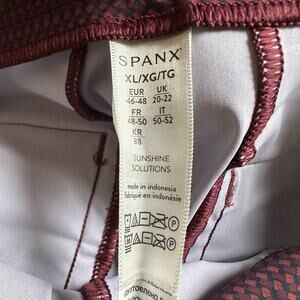 SPANX®
XL/XG/TG
EUR UK
46-48 20-22
FR IT
48-50 50-52
KR
88
SUNSHINE
SOLUTIONS
made in indonesia
fabriqué en indonésie